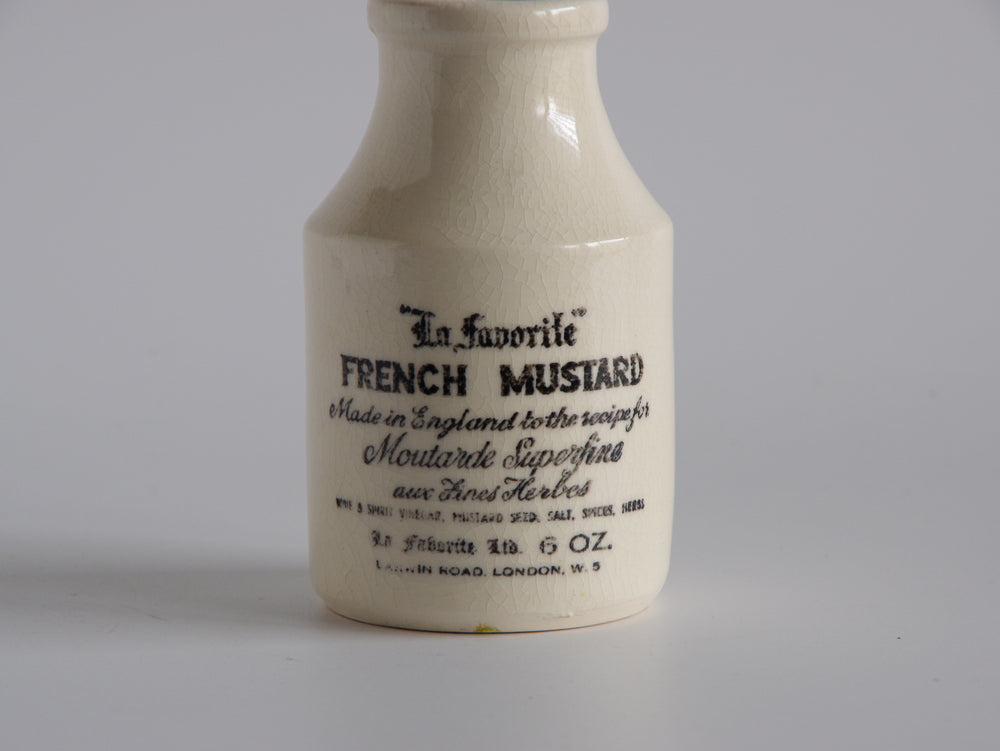 "La Favorite"
FRENCH MUSTARD
Made in England to the recipe for
Moutarde Superfine
aux Fines Herbes
WINE & SPIRIT VINEGAR, MUSTARD SEED, SALT, SPICES, HERBS
La Favorite Ltd. 6 OZ.
ROAD, LONDON, W. 5